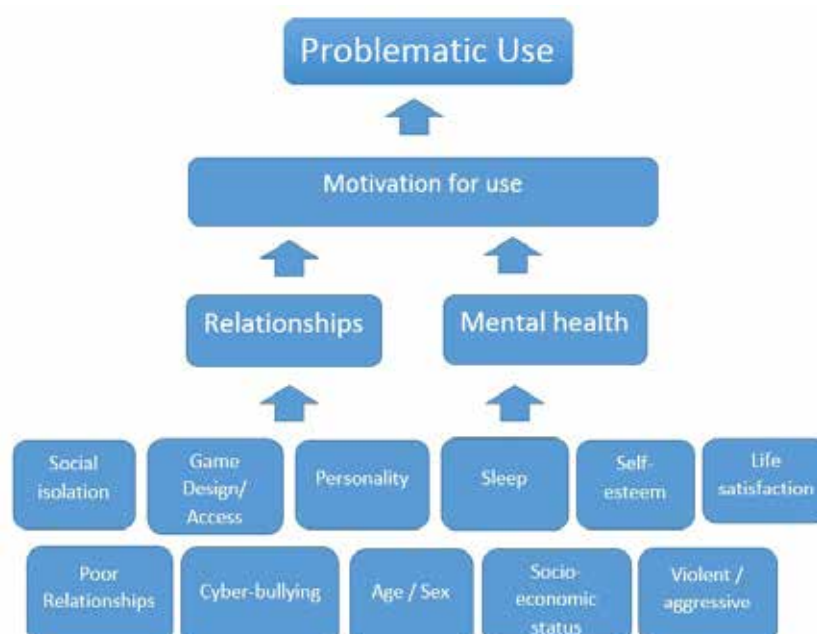 Problematic Use
Motivation for use
Relationships
Mental health
Social
isolation
Game
Design/
Access
Personality
Sleep
Self-
esteem
Life
satisfaction
Poor
Relationships
Cyber-bullying
Age / Sex
Socio-
economic
status
Violent /
aggressive